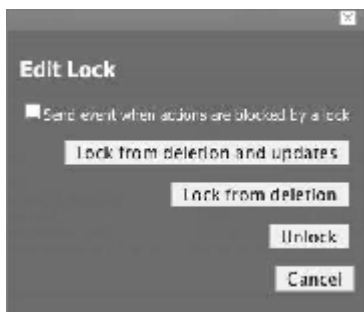 Edit Lock
Send event when actions are blocked by a lock
Lock from deletion and updates
Lock from deletion
Unlock
Cancel